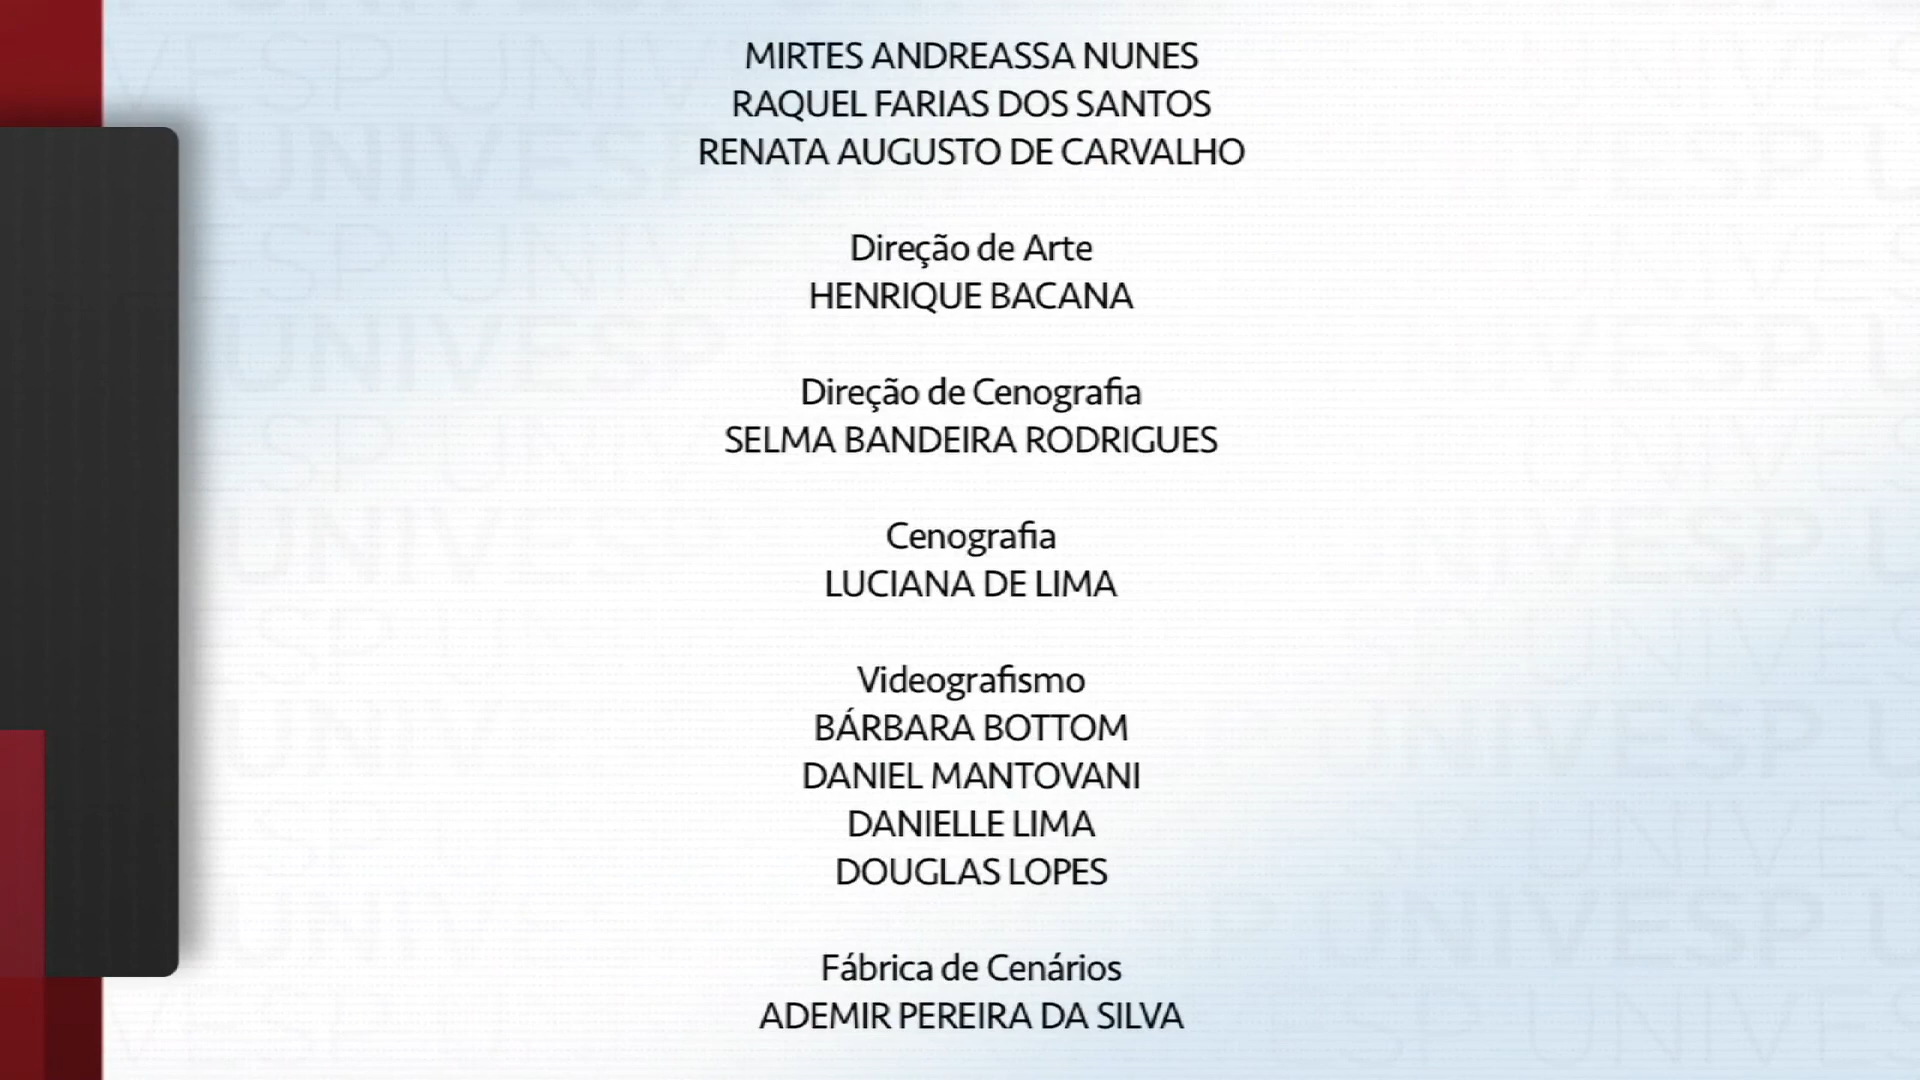 MIRTES ANDREASSA NUNES
RAQUEL FARIAS DOS SANTOS
RENATA AUGUSTO DE CARVALHO
Direção de Arte
HENRIQUE BACANA
Direção de Cenografia
SELMA BANDEIRA RODRIGUES
Cenografia
LUCIANA DE LIMA
Videografismo
BÁRBARA BOTTOM
DANIEL MANTOVANI
DANIELLE LIMA
DOUGLAS LOPES
Fábrica de Cenários
ADEMIR PEREIRA DA SILVA